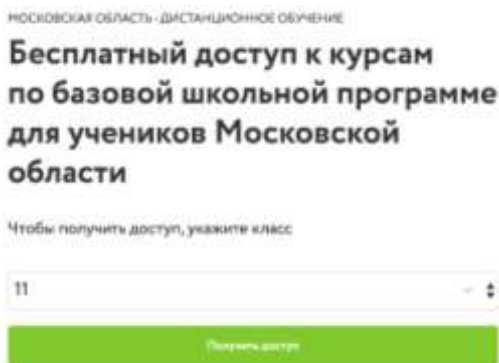 МОСКОВСКАЯ ОБЛАСТЬ - ДИСТАНЦИОННОЕ ОБУЧЕНИЕ
Бесплатный доступ к курсам
по базовой школьной программе
для учеников Московской
области
Чтобы получить доступ, укажите класс
11
Получить доступ